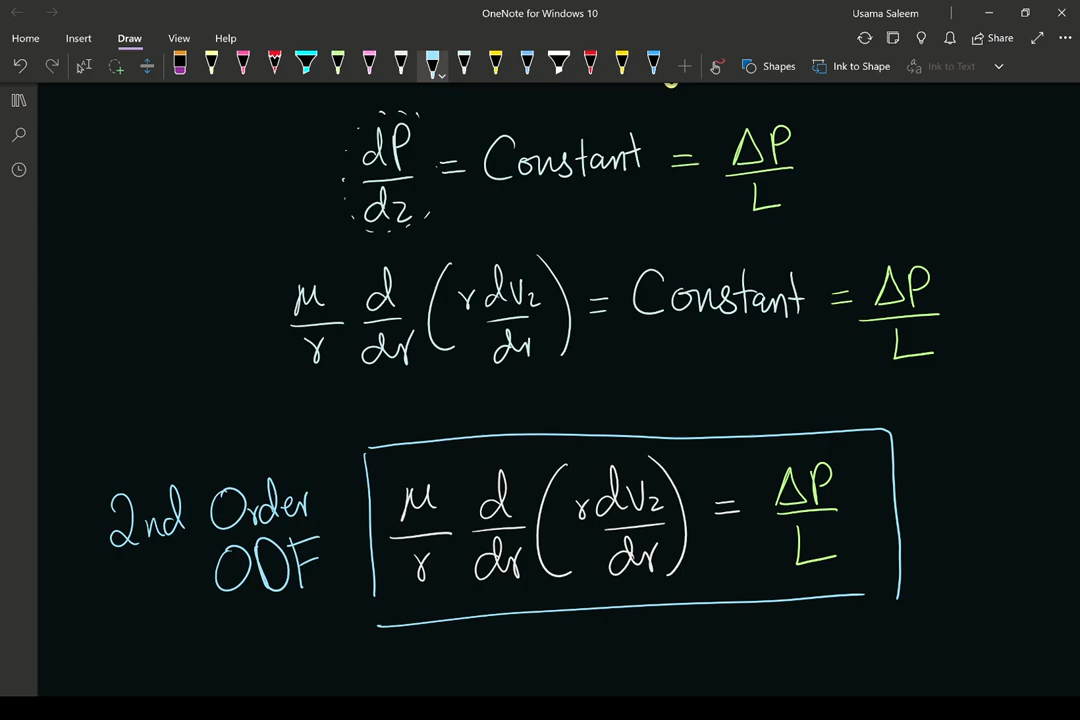 OneNote for Windows 10
Usama Saleem
Home Insert Draw View Help
Share
Shapes Ink to Shape Ink to Text
dP/dz = Constant = ΔP/L
μ/r d/dr (r dvz/dr) = Constant = ΔP/L
2nd Order
ODF
μ/r d/dr (r dvz/dr) = ΔP/L